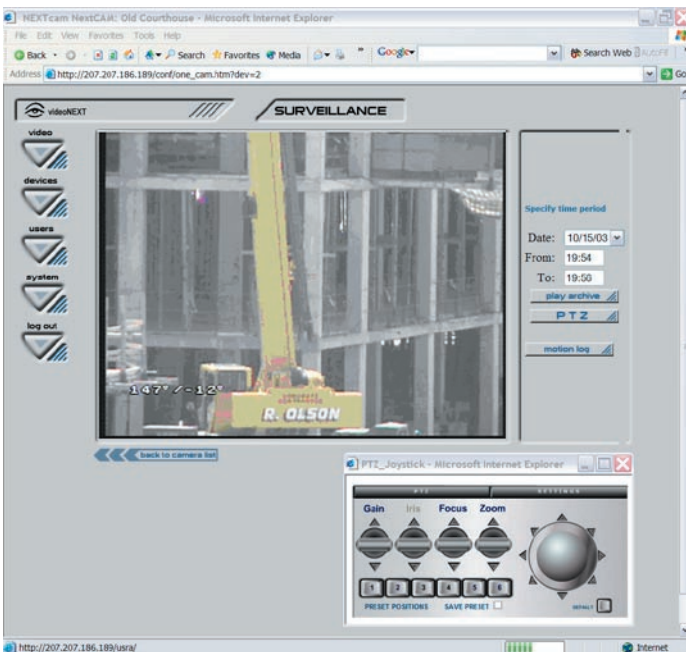 NEXTcam NextCAM: Old Courthouse - Microsoft Internet Explorer
File Edit View Favorites Tools Help
Back Search Favorites Media Google Search Web
Address http://207.207.186.189/conf/one_cam.htm?dev=2 Go
videoNEXT SURVEILLANCE
video
devices
users
system
log out
Specify time period
Date: 10/15/03
From: 19:54
To: 19:56
play archive
PTZ
motion log
147°/-12°
R. OLSON
back to camera list
PTZ_Joystick - Microsoft Internet Explorer
PTZ SETTINGS
Gain Iris Focus Zoom
1 2 3 4 5 6
PRESET POSITIONS SAVE PRESET DEFAULT
http://207.207.186.189/usra/ Internet